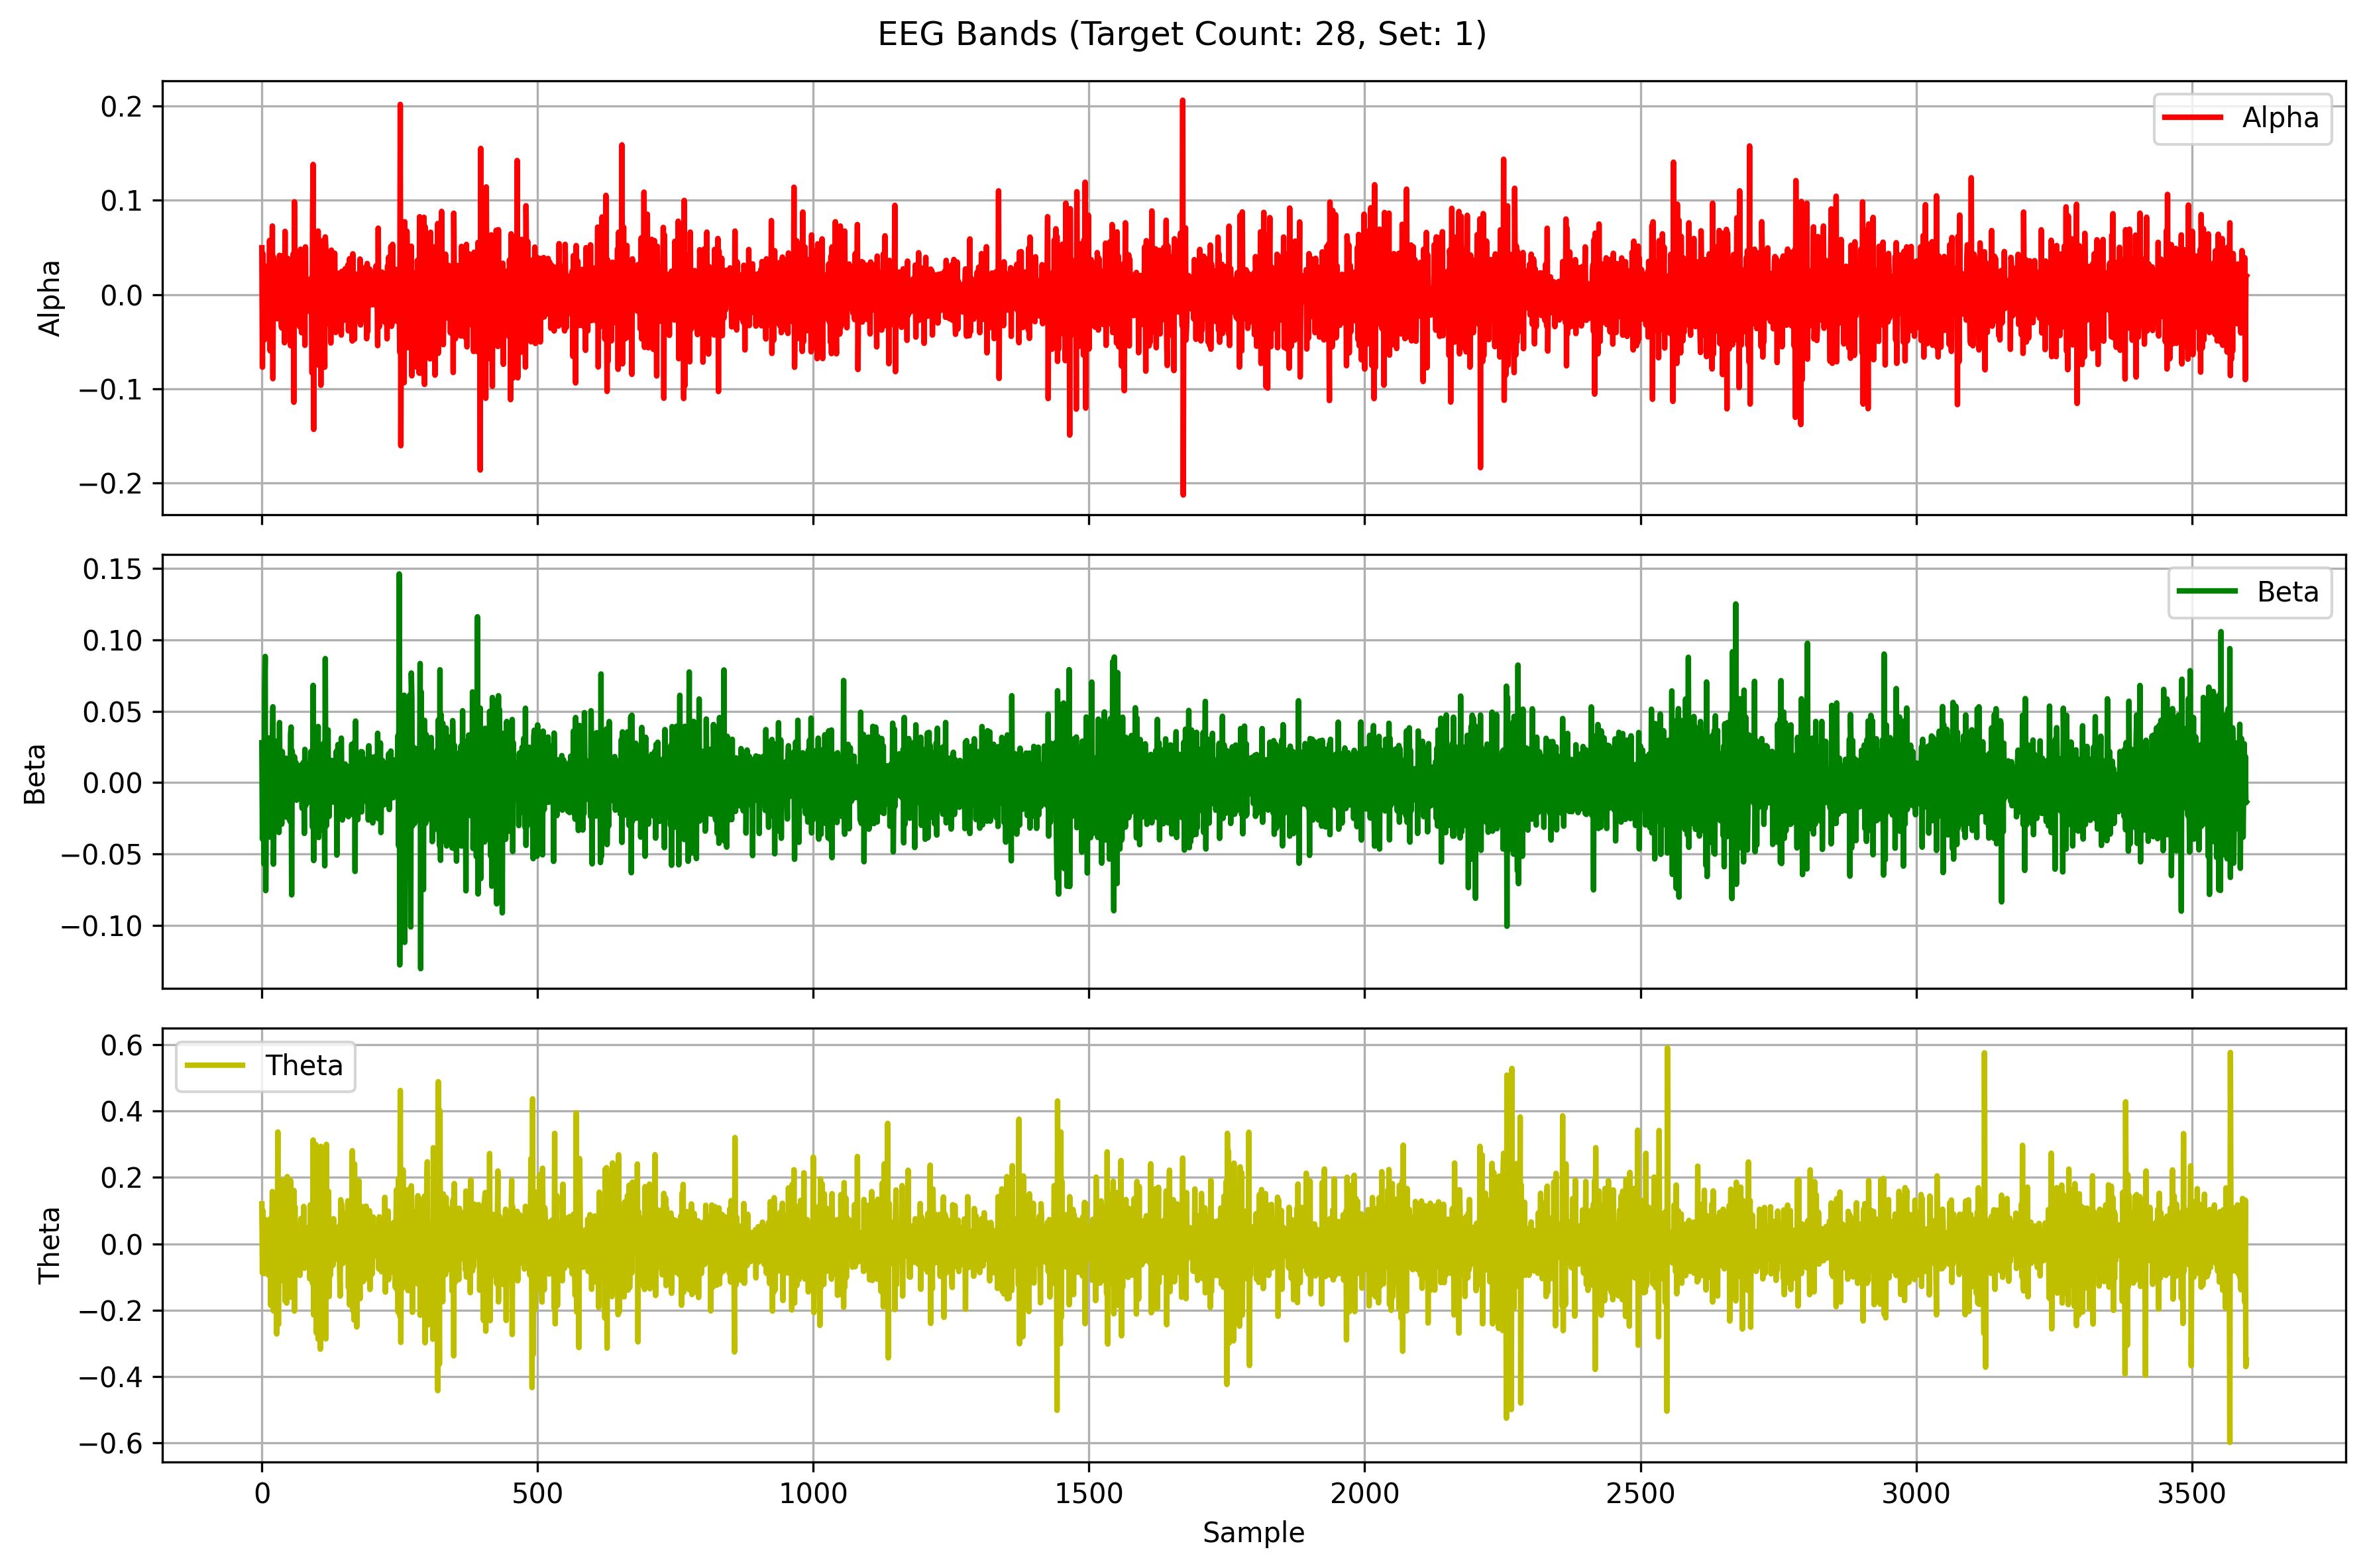 EEG Bands (Target Count: 28, Set: 1)
0.2
0.1
0.0
−0.1
−0.2
Alpha
Alpha
0.15
0.10
0.05
0.00
−0.05
−0.10
Beta
Beta
0.6
0.4
0.2
0.0
−0.2
−0.4
−0.6
Theta
Theta
0 500 1000 1500 2000 2500 3000 3500
Sample